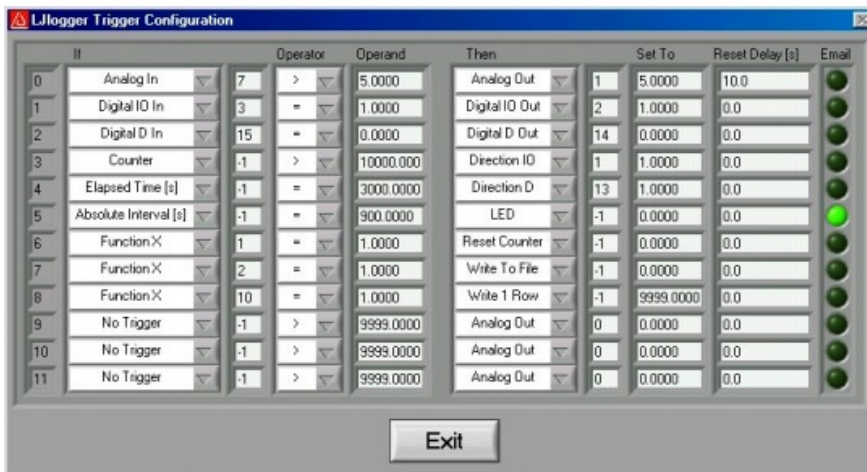 LJlogger Trigger Configuration
If Operator Operand Then Set To Reset Delay [s] Email
0 Analog In 7 > 5.0000 Analog Out 1 5.0000 10.0
1 Digital IO In 3 = 1.0000 Digital IO Out 2 1.0000 0.0
2 Digital D In 15 = 0.0000 Digital D Out 14 0.0000 0.0
3 Counter -1 > 10000.000 Direction IO 1 1.0000 0.0
4 Elapsed Time [s] -1 = 3000.0000 Direction D 13 1.0000 0.0
5 Absolute Interval [s] -1 = 900.0000 LED -1 0.0000 0.0
6 Function X 1 = 1.0000 Reset Counter -1 0.0000 0.0
7 Function X 2 = 1.0000 Write To File -1 0.0000 0.0
8 Function X 10 = 1.0000 Write 1 Row -1 9999.0000 0.0
9 No Trigger -1 > 9999.0000 Analog Out 0 0.0000 0.0
10 No Trigger -1 > 9999.0000 Analog Out 0 0.0000 0.0
11 No Trigger -1 > 9999.0000 Analog Out 0 0.0000 0.0
Exit